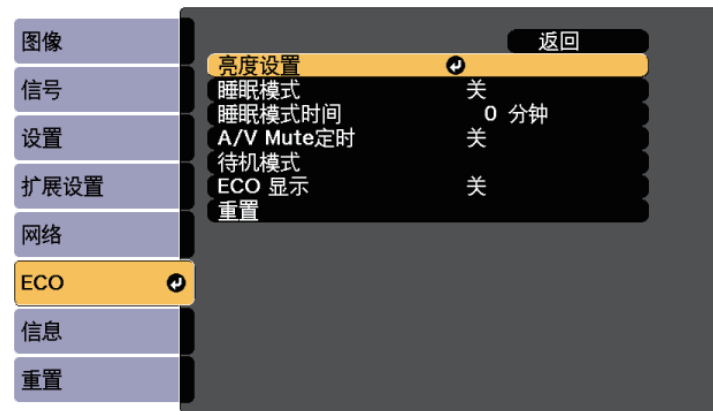 图像
信号
设置
扩展设置
网络
ECO
信息
重置
返回
亮度设置
睡眠模式 关
睡眠模式时间 0 分钟
A/V Mute定时 关
待机模式
ECO 显示 关
重置